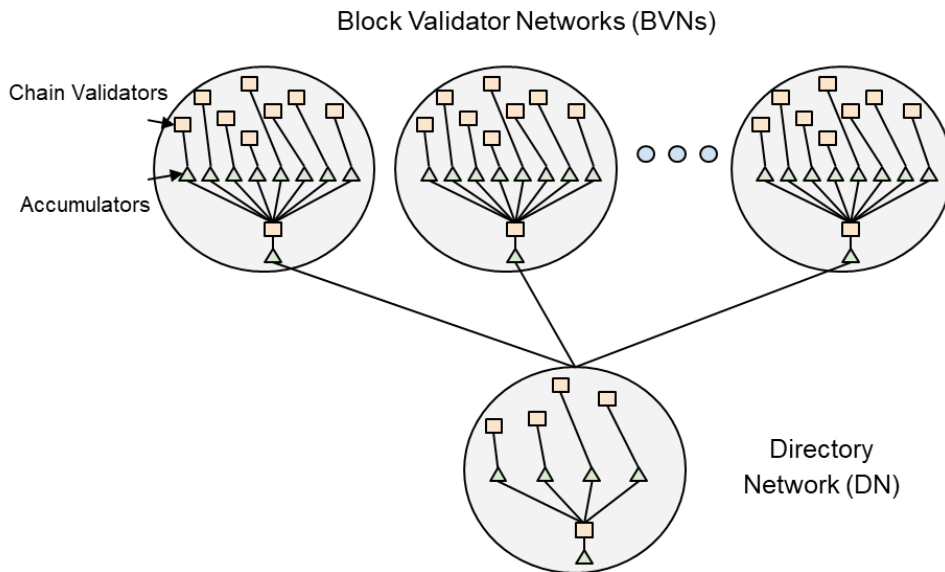 Block Validator Networks (BVNs)
Chain Validators
Accumulators
Directory
Network (DN)